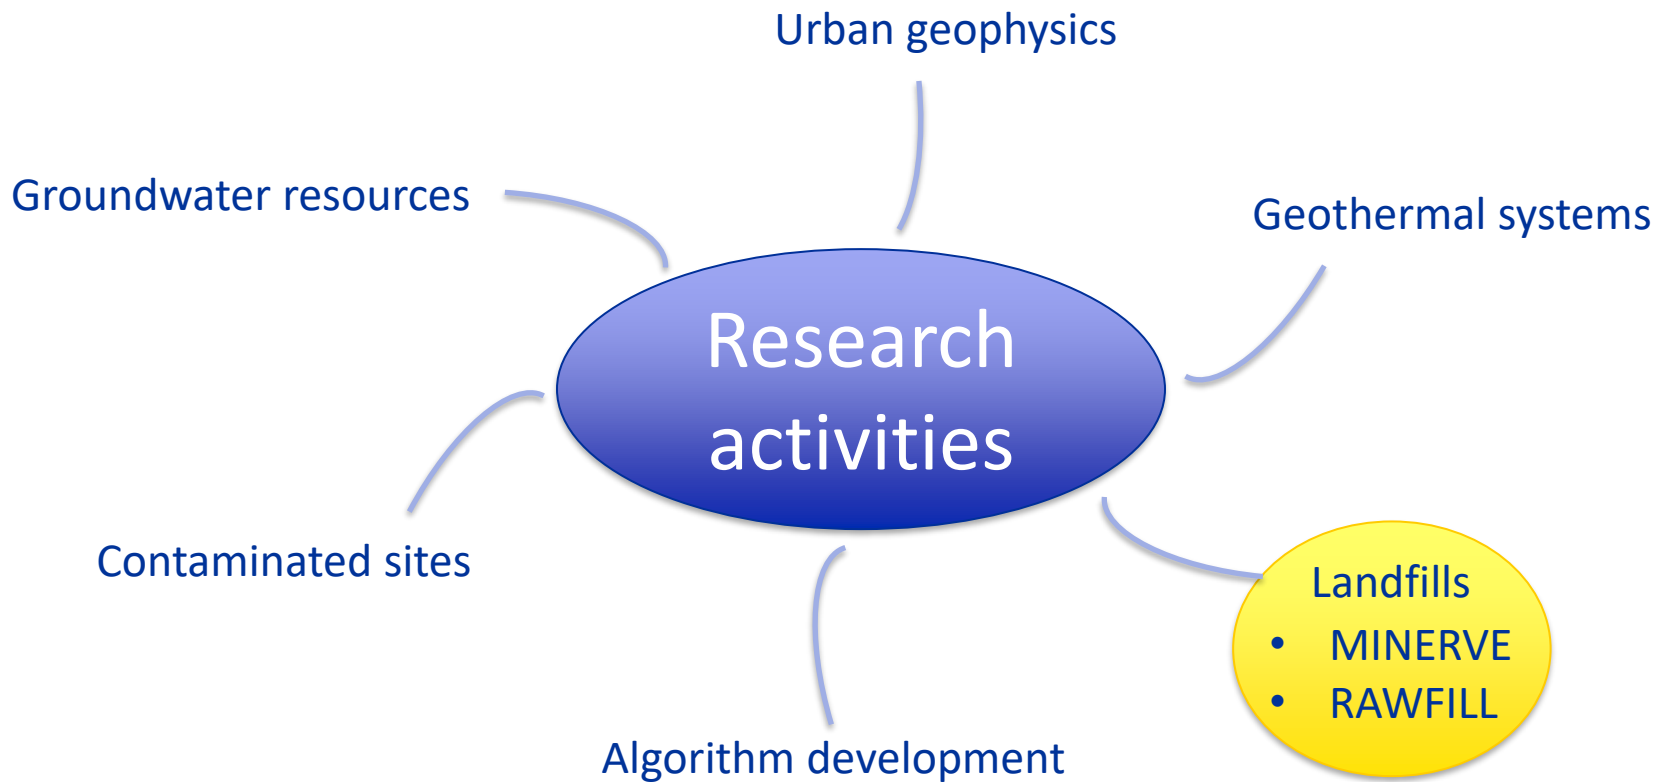 Urban geophysics
Groundwater resources
Geothermal systems
Research
activities
Contaminated sites
Landfills
• MINERVE
• RAWFILL
Algorithm development